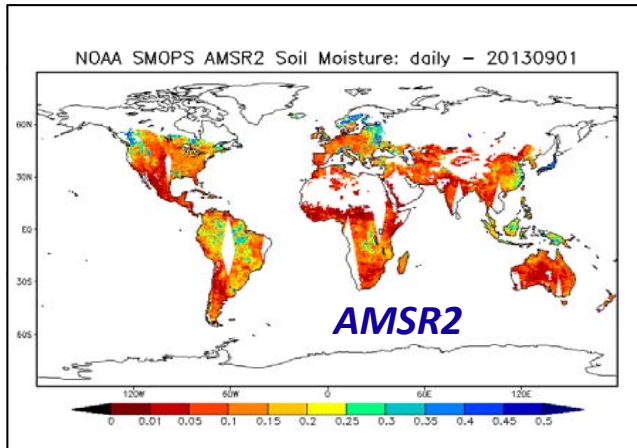 NOAA SMOPS AMSR2 Soil Moisture: daily – 20130901
60N
30N
EQ
30S
60S
AMSR2
120W 60W 0 60E 120E
0 0.01 0.05 0.1 0.15 0.2 0.25 0.3 0.35 0.4 0.45 0.5